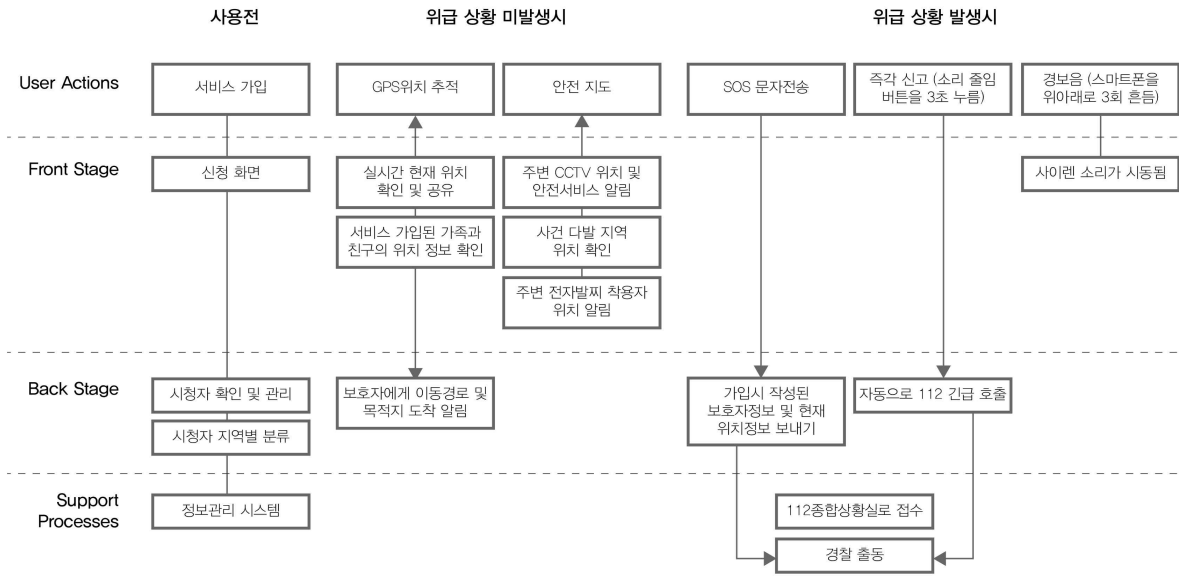 사용전
위급 상황 미발생시
위급 상황 발생시
User Actions
서비스 가입
GPS위치 추적
안전 지도
SOS 문자전송
즉각 신고 (소리 줄임
버튼을 3초 누름)
경보음 (스마트폰을
위아래로 3회 흔듬)
Front Stage
신청 화면
실시간 현재 위치
확인 및 공유
서비스 가입된 가족과
친구의 위치 정보 확인
주변 CCTV 위치 및
안전서비스 알림
사건 다발 지역
위치 확인
주변 전자발찌 착용자
위치 알림
사이렌 소리가 시동됨
Back Stage
시청자 확인 및 관리
시청자 지역별 분류
보호자에게 이동경로 및
목적지 도착 알림
가입시 작성된
보호자정보 및 현재
위치정보 보내기
자동으로 112 긴급 호출
Support
Processes
정보관리 시스템
112종합상황실로 접수
경찰 출동